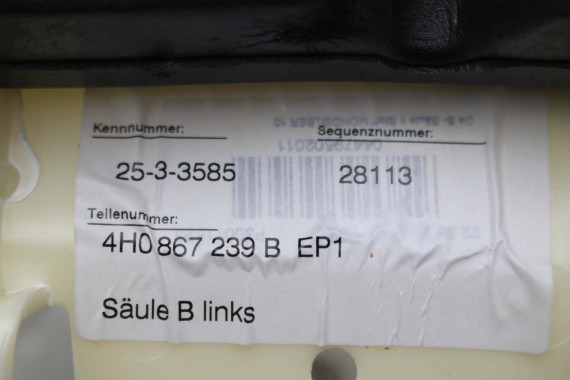 Kennnummer: Sequenznummer:
25-3-3585 28113
Teilenummer:
4H0 867 239 B EP1
Säule B links